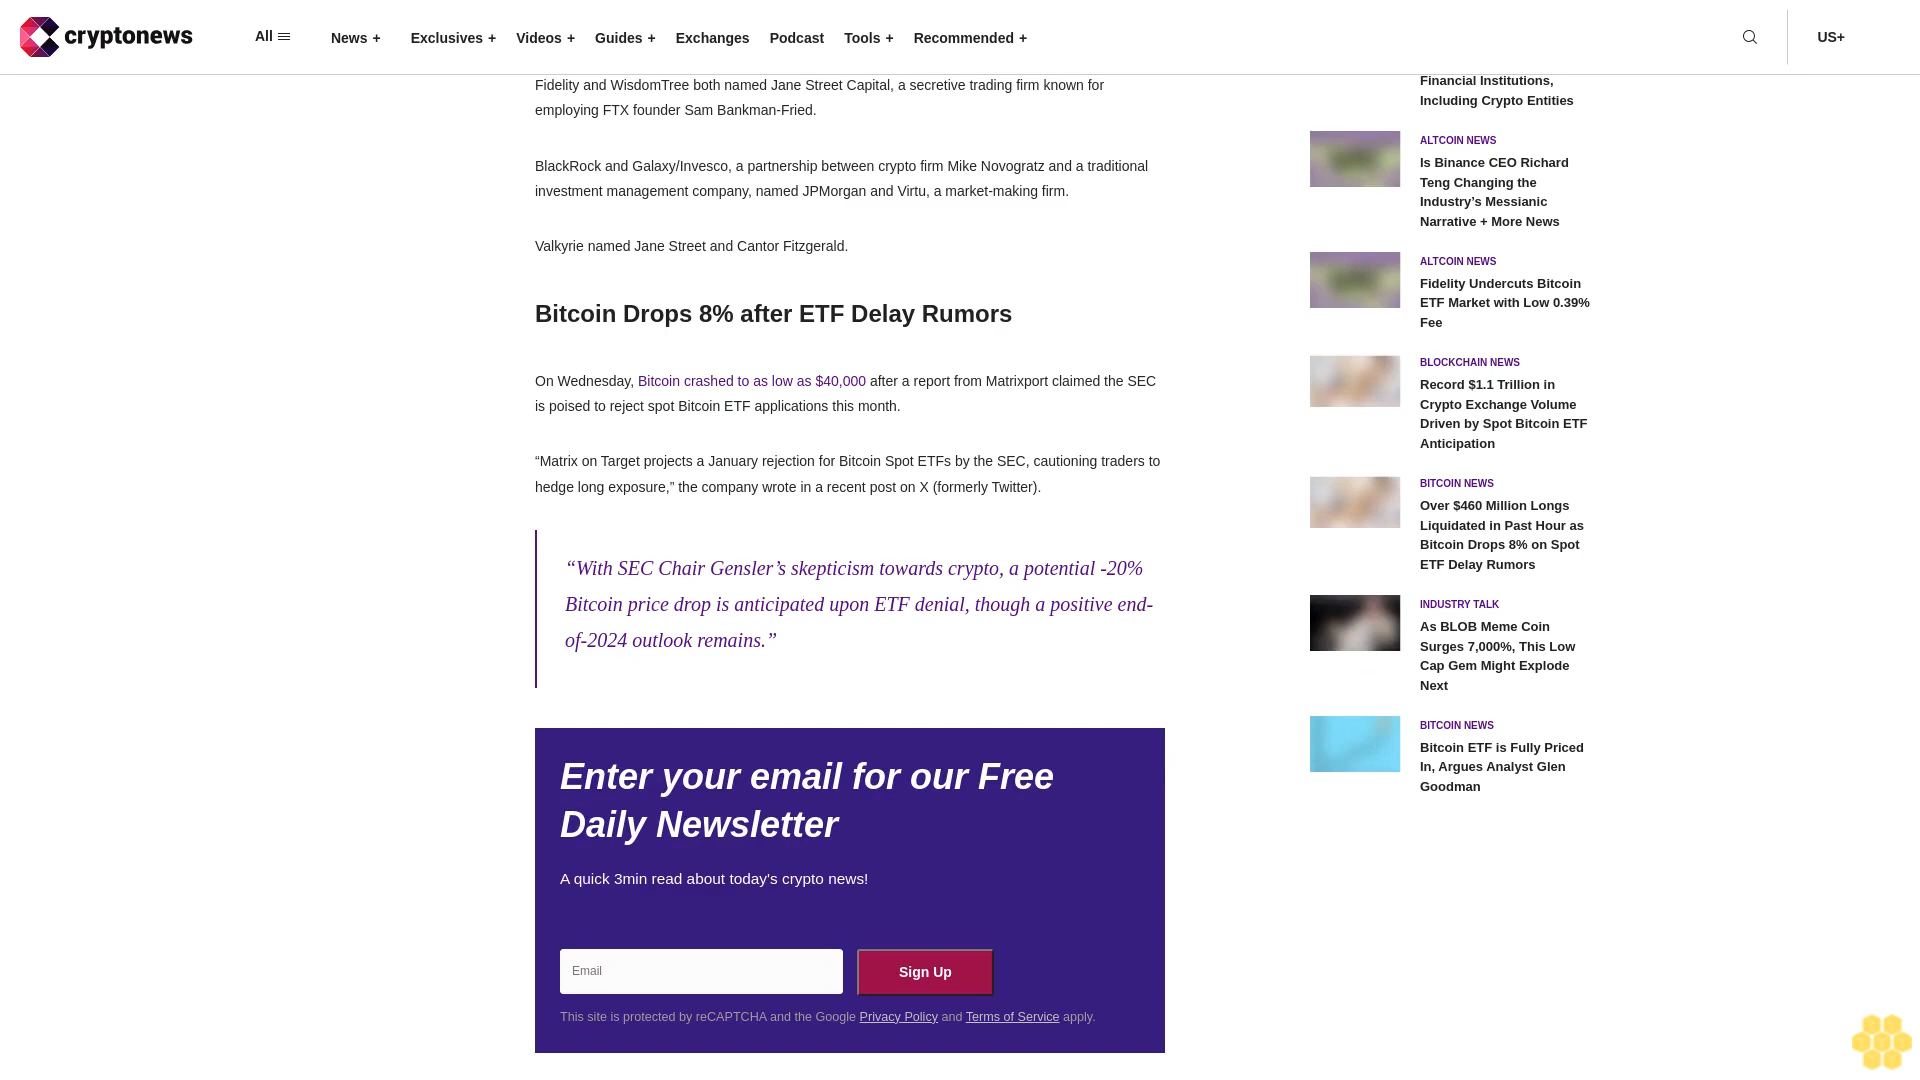 cryptonews
All
News +
Exclusives +
Videos +
Guides +
Exchanges
Podcast
Tools +
Recommended +
US+
Fidelity and WisdomTree both named Jane Street Capital, a secretive trading firm known for
employing FTX founder Sam Bankman-Fried.
BlackRock and Galaxy/Invesco, a partnership between crypto firm Mike Novogratz and a traditional
investment management company, named JPMorgan and Virtu, a market-making firm.
Valkyrie named Jane Street and Cantor Fitzgerald.
Bitcoin Drops 8% after ETF Delay Rumors
On Wednesday, Bitcoin crashed to as low as $40,000 after a report from Matrixport claimed the SEC
is poised to reject spot Bitcoin ETF applications this month.
“Matrix on Target projects a January rejection for Bitcoin Spot ETFs by the SEC, cautioning traders to
hedge long exposure,” the company wrote in a recent post on X (formerly Twitter).
“With SEC Chair Gensler’s skepticism towards crypto, a potential -20%
Bitcoin price drop is anticipated upon ETF denial, though a positive end-
of-2024 outlook remains.”
Enter your email for our Free
Daily Newsletter
A quick 3min read about today's crypto news!
Email
Sign Up
This site is protected by reCAPTCHA and the Google Privacy Policy and Terms of Service apply.
Financial Institutions,
Including Crypto Entities
ALTCOIN NEWS
Is Binance CEO Richard
Teng Changing the
Industry’s Messianic
Narrative + More News
ALTCOIN NEWS
Fidelity Undercuts Bitcoin
ETF Market with Low 0.39%
Fee
BLOCKCHAIN NEWS
Record $1.1 Trillion in
Crypto Exchange Volume
Driven by Spot Bitcoin ETF
Anticipation
BITCOIN NEWS
Over $460 Million Longs
Liquidated in Past Hour as
Bitcoin Drops 8% on Spot
ETF Delay Rumors
INDUSTRY TALK
As BLOB Meme Coin
Surges 7,000%, This Low
Cap Gem Might Explode
Next
BITCOIN NEWS
Bitcoin ETF is Fully Priced
In, Argues Analyst Glen
Goodman